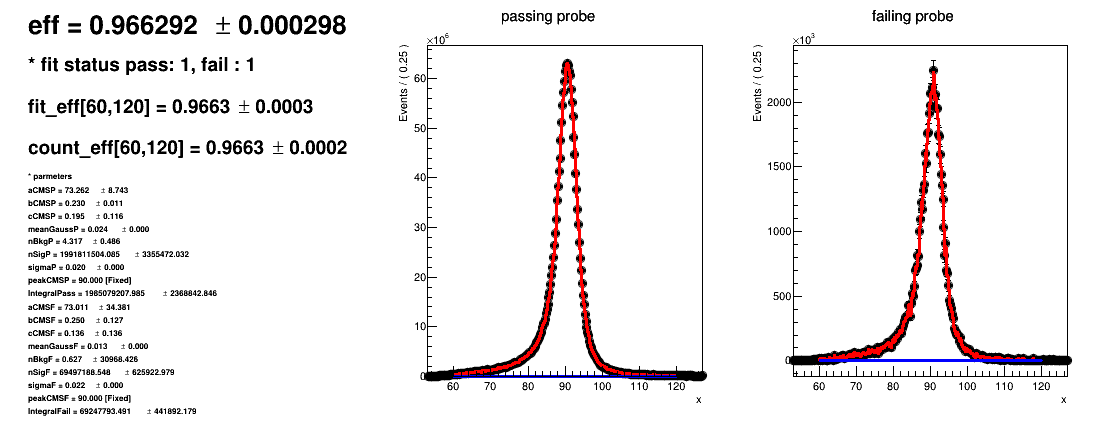 eff = 0.966292 ± 0.000298
* fit status pass: 1, fail : 1
fit_eff[60,120] = 0.9663 ± 0.0003
count_eff[60,120] = 0.9663 ± 0.0002
* parmeters
aCMSP = 73.262 ± 8.743
bCMSP = 0.230 ± 0.011
cCMSP = 0.195 ± 0.116
meanGaussP = 0.024 ± 0.000
nBkgP = 4.317 ± 0.486
nSigP = 1991811504.085 ± 3355472.032
sigmaP = 0.020 ± 0.000
peakCMSP = 90.000 [Fixed]
IntegralPass = 1985079207.985 ± 2368842.846
aCMSF = 73.011 ± 34.381
bCMSF = 0.250 ± 0.127
cCMSF = 0.136 ± 0.136
meanGaussF = 0.013 ± 0.000
nBkgF = 0.627 ± 30968.426
nSigF = 69497188.548 ± 625922.979
sigmaF = 0.022 ± 0.000
peakCMSF = 90.000 [Fixed]
IntegralFail = 69247793.491 ± 441892.179
passing probe
×10⁶
Events / ( 0.25 )
60
50
40
30
20
10
0
60 70 80 90 100 110 120
x
failing probe
×10³
Events / ( 0.25 )
2000
1500
1000
500
0
60 70 80 90 100 110 120
x